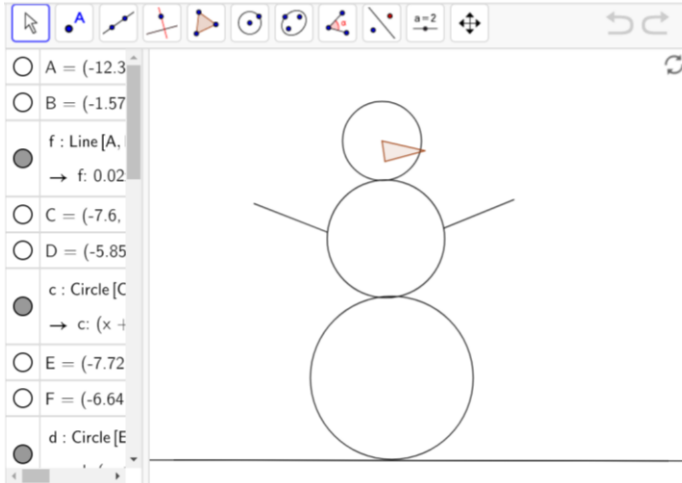 A
α
a=2
A = (-12.3
B = (-1.57
f : Line[A,
→ f: 0.02
C = (-7.6,
D = (-5.85
c : Circle[C
→ c: (x +
E = (-7.72
F = (-6.64
d : Circle[E